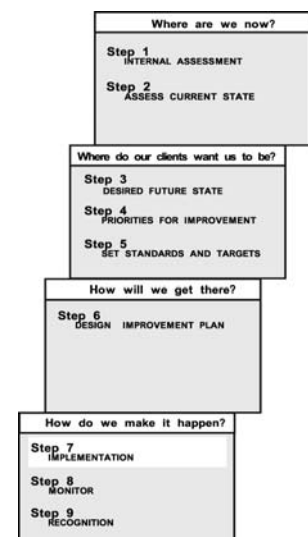 Where are we now?
Step 1
INTERNAL ASSESSMENT
Step 2
ASSESS CURRENT STATE
Where do our clients want us to be?
Step 3
DESIRED FUTURE STATE
Step 4
PRIORITIES FOR IMPROVEMENT
Step 5
SET STANDARDS AND TARGETS
How will we get there?
Step 6
DESIGN IMPROVEMENT PLAN
How do we make it happen?
Step 7
IMPLEMENTATION
Step 8
MONITOR
Step 9
RECOGNITION